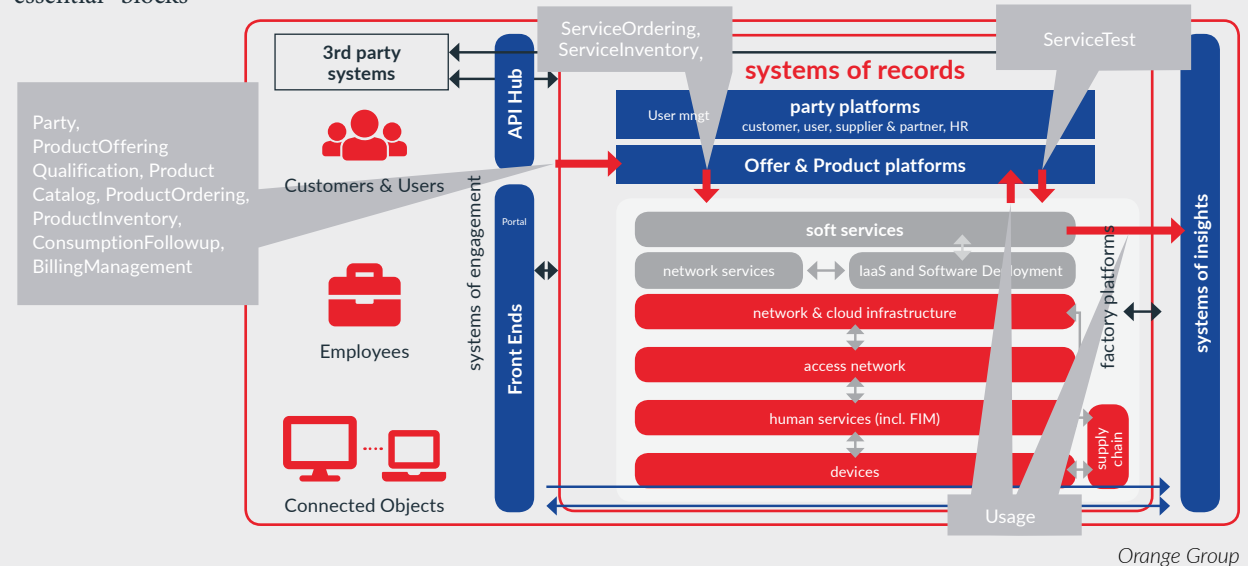 essential blocks
ServiceOrdering,
ServiceInventory,
ServiceTest
3rd party
systems
systems of records
API Hub
User mngt
party platforms
customer, user, supplier & partner, HR
Party,
ProductOffering
Qualification, Product
Catalog, ProductOrdering,
ProductInventory,
ConsumptionFollowup,
BillingManagement
Offer & Product platforms
Customers & Users
systems of engagement
Portal
Front Ends
soft services
network services
IaaS and Software Deployment
factory platforms
systems of insights
network & cloud infrastructure
Employees
access network
human services (incl. FIM)
supply
chain
devices
Connected Objects
Usage
Orange Group